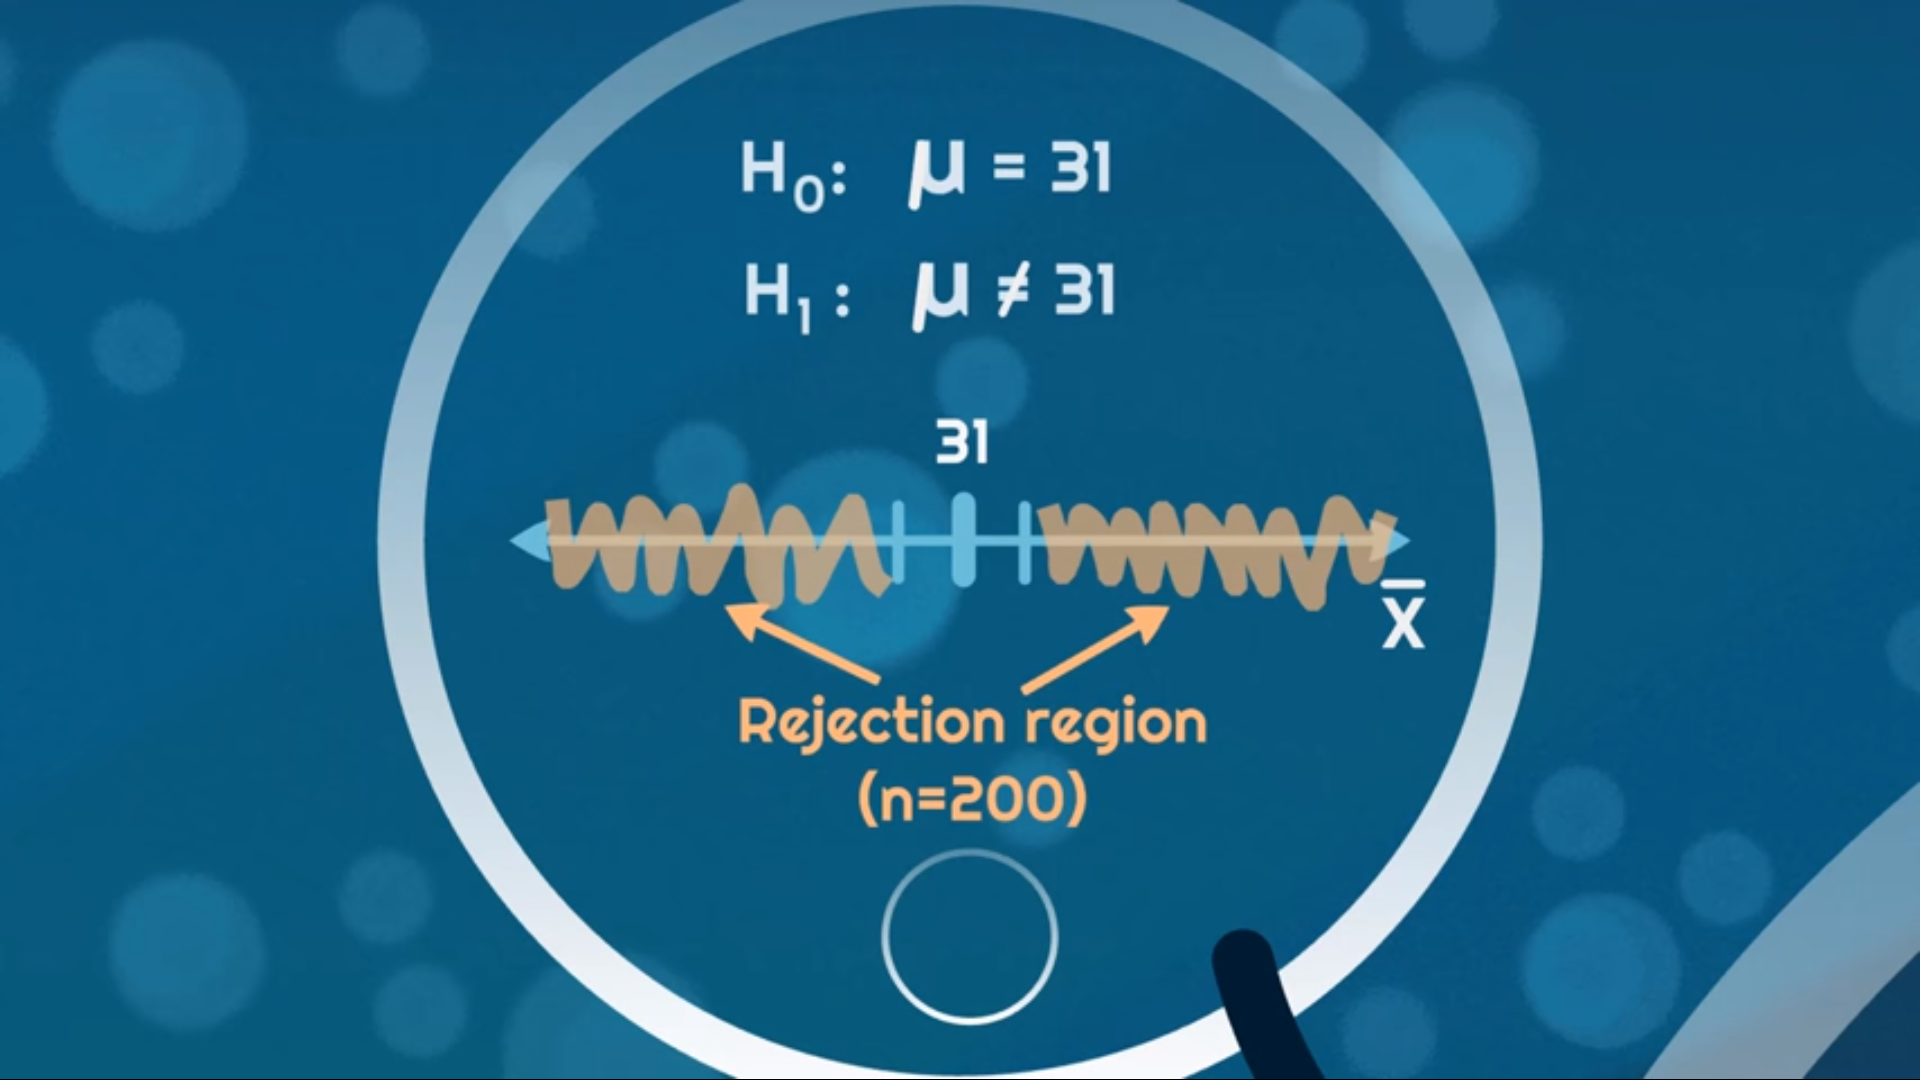 H₀: μ = 31
H₁: μ ≠ 31
31
x̄
Rejection region
(n=200)